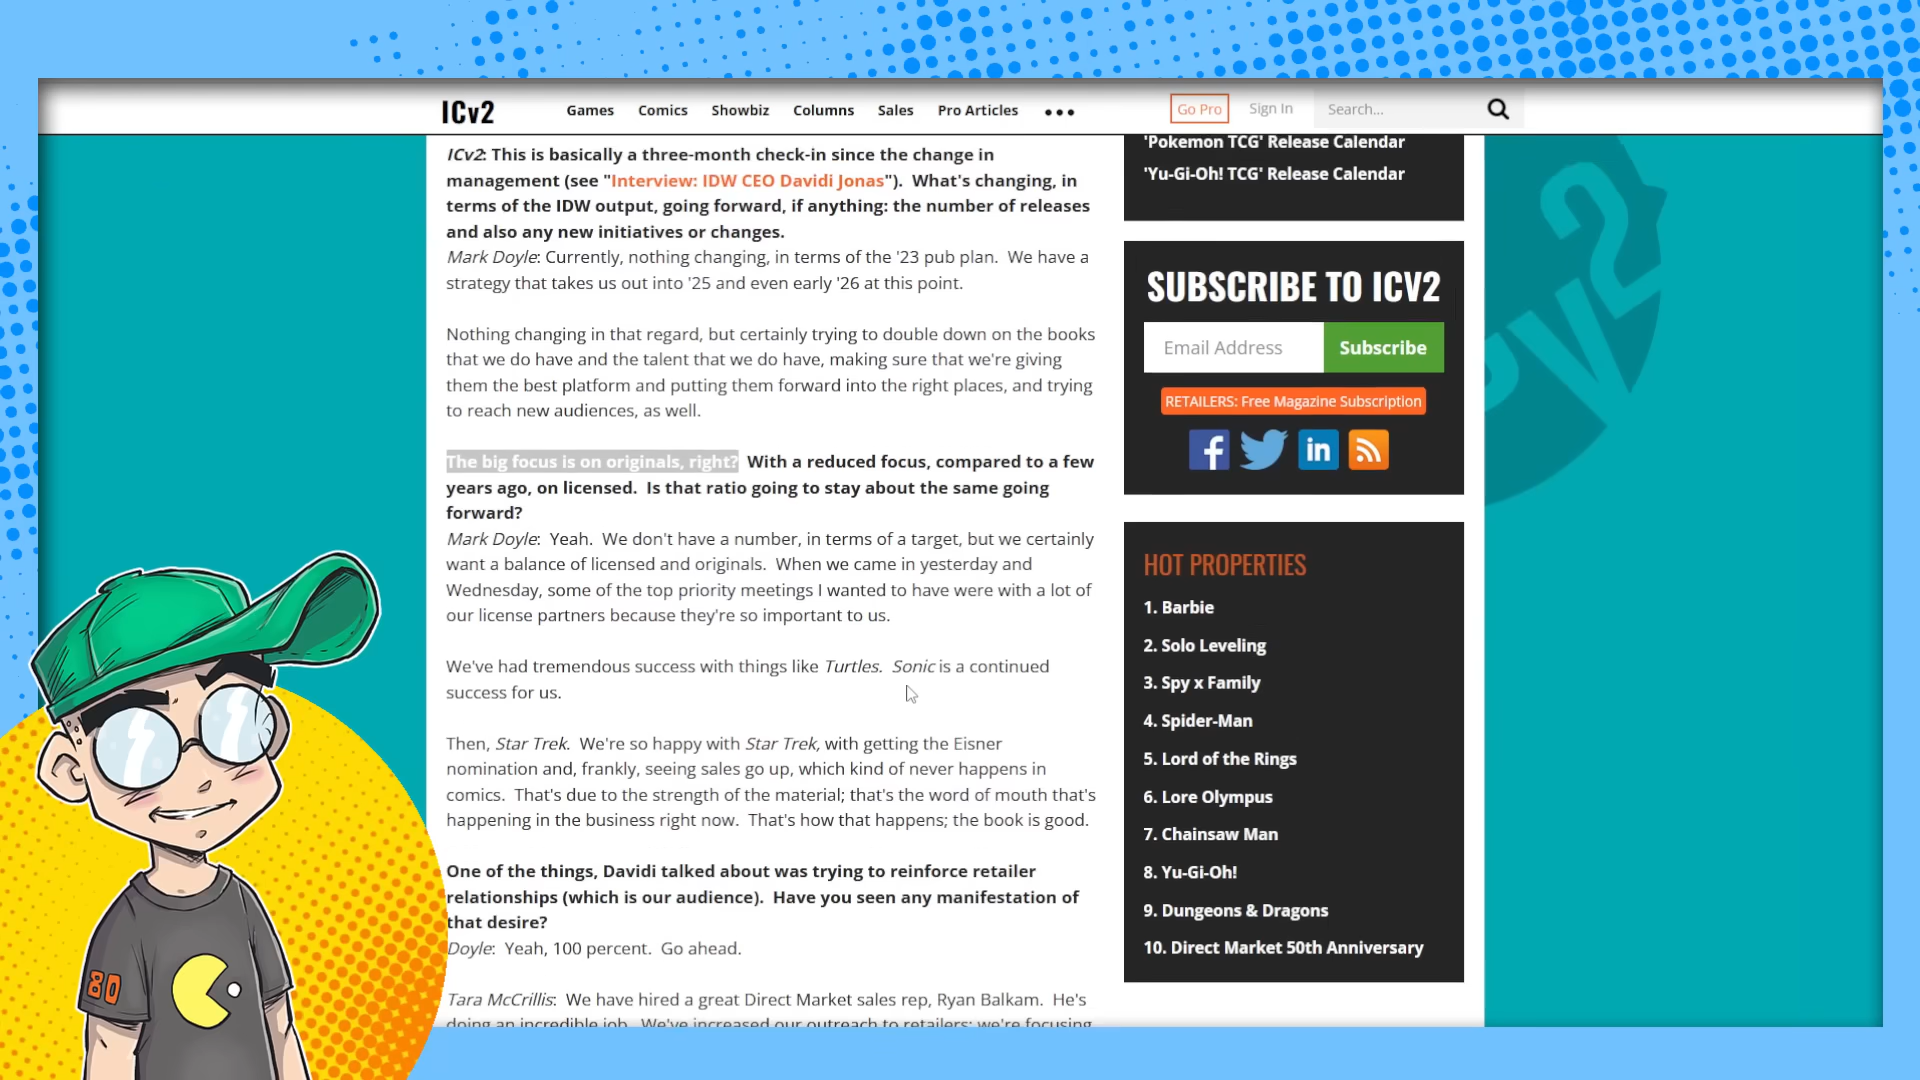 ICv2
Games Comics Showbiz Columns Sales Pro Articles •••
Go Pro Sign In Search...
ICv2: This is basically a three-month check-in since the change in
management (see "Interview: IDW CEO Davidi Jonas").  What's changing, in
terms of the IDW output, going forward, if anything: the number of releases
and also any new initiatives or changes.
Mark Doyle: Currently, nothing changing, in terms of the '23 pub plan.  We have a
strategy that takes us out into '25 and even early '26 at this point.
Nothing changing in that regard, but certainly trying to double down on the books
that we do have and the talent that we do have, making sure that we're giving
them the best platform and putting them forward into the right places, and trying
to reach new audiences, as well.
The big focus is on originals, right?  With a reduced focus, compared to a few
years ago, on licensed.  Is that ratio going to stay about the same going
forward?
Mark Doyle:  Yeah.  We don't have a number, in terms of a target, but we certainly
want a balance of licensed and originals.  When we came in yesterday and
Wednesday, some of the top priority meetings I wanted to have were with a lot of
our license partners because they're so important to us.
We've had tremendous success with things like Turtles.  Sonic is a continued
success for us.
Then, Star Trek.  We're so happy with Star Trek, with getting the Eisner
nomination and, frankly, seeing sales go up, which kind of never happens in
comics.  That's due to the strength of the material; that's the word of mouth that's
happening in the business right now.  That's how that happens; the book is good.
One of the things, Davidi talked about was trying to reinforce retailer
relationships (which is our audience).  Have you seen any manifestation of
that desire?
Doyle:  Yeah, 100 percent.  Go ahead.
Tara McCrillis:  We have hired a great Direct Market sales rep, Ryan Balkam.  He's
doing an incredible job.  We've increased our outreach to retailers; we're focusing
'Pokemon TCG' Release Calendar
'Yu-Gi-Oh! TCG' Release Calendar
SUBSCRIBE TO ICV2
Email Address Subscribe
RETAILERS: Free Magazine Subscription
HOT PROPERTIES
1. Barbie
2. Solo Leveling
3. Spy x Family
4. Spider-Man
5. Lord of the Rings
6. Lore Olympus
7. Chainsaw Man
8. Yu-Gi-Oh!
9. Dungeons & Dragons
10. Direct Market 50th Anniversary
80